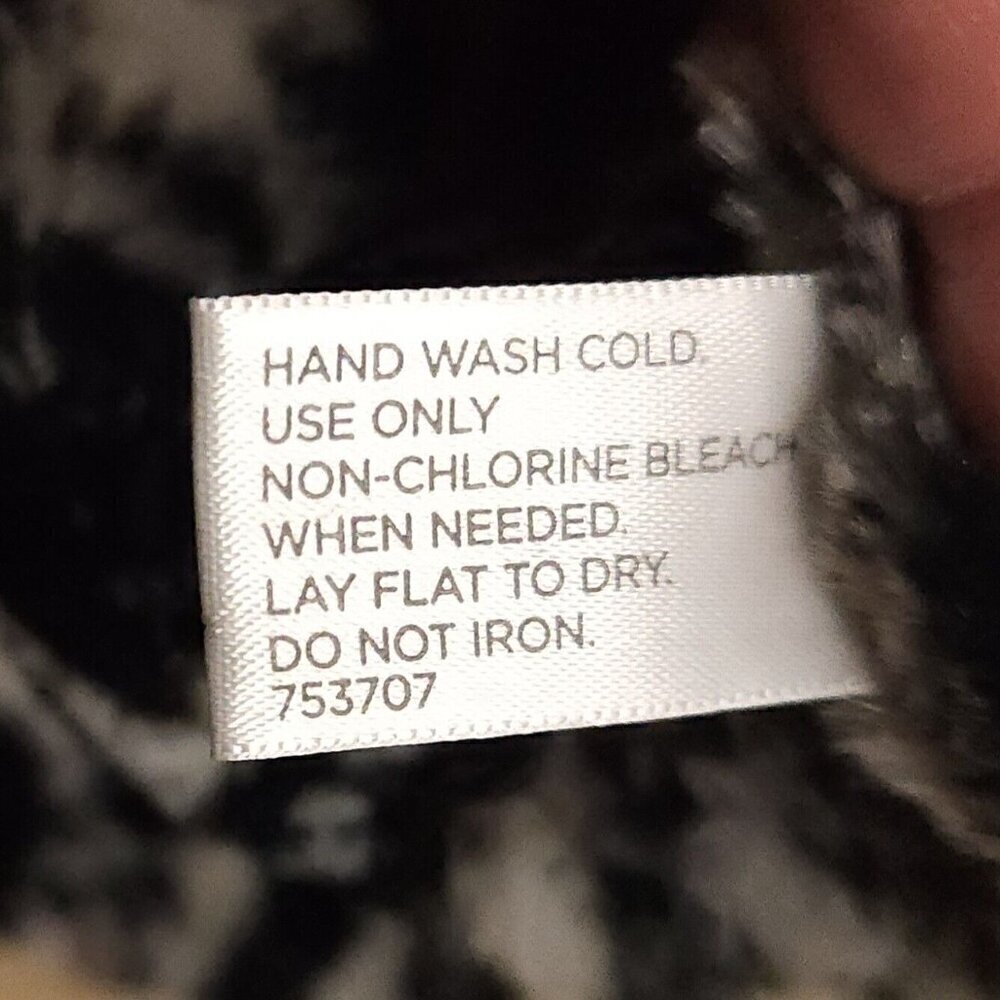 HAND WASH COLD.
USE ONLY
NON-CHLORINE BLEACH
WHEN NEEDED.
LAY FLAT TO DRY.
DO NOT IRON.
753707